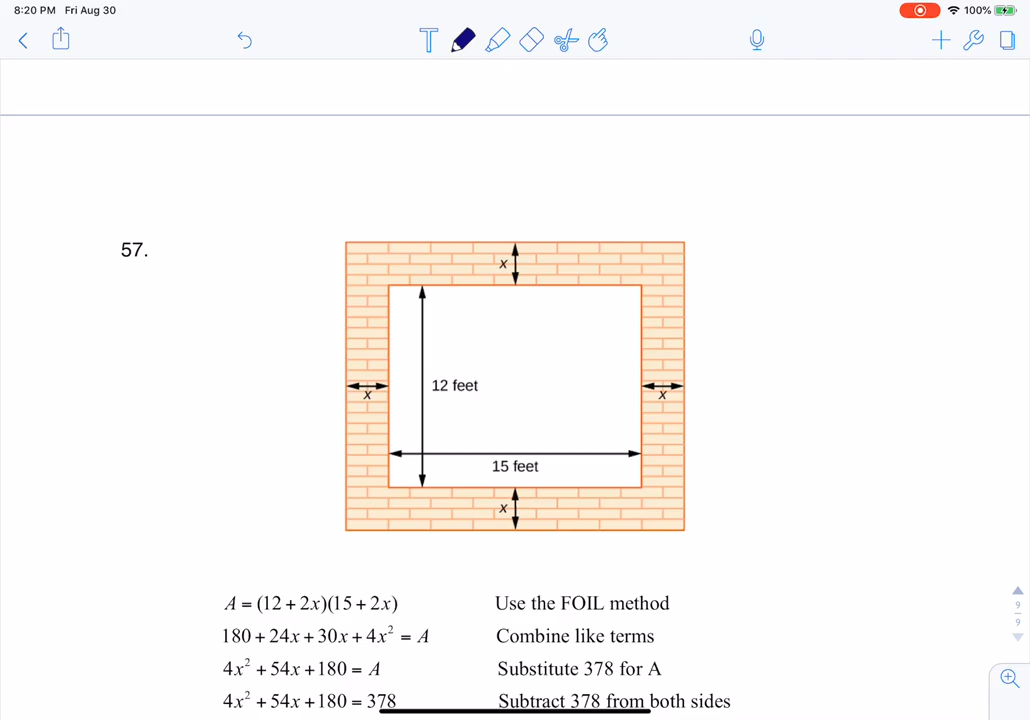 8:20 PM Fri Aug 30
100%
T
57.
x
12 feet
x
x
15 feet
x
A = (12 + 2x)(15 + 2x) Use the FOIL method
180 + 24x + 30x + 4x² = A Combine like terms
4x² + 54x + 180 = A Substitute 378 for A
4x² + 54x + 180 = 378 Subtract 378 from both sides
9
9